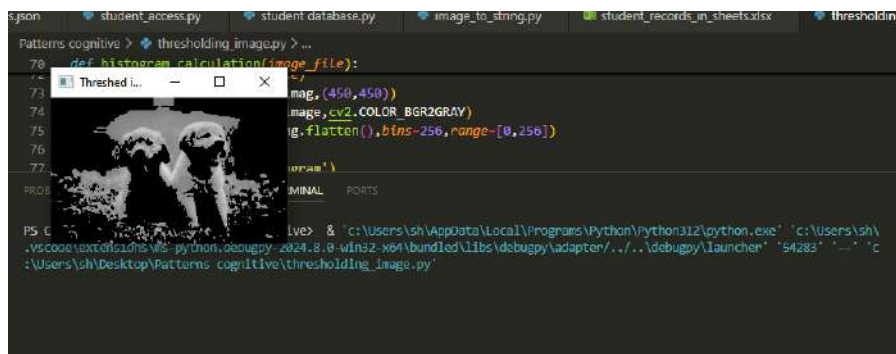 s.json student_access.py student database.py image_to_string.py student_records_in_sheets.xlsx thresholdin
Patterns cognitive > thresholding_image.py > ...
70 def histogram_calculation(image_file):
72
Threshed i...
73 mag,(450,450))
74 image,cv2.COLOR_BGR2GRAY)
75 g.flatten(),bins=256,range=[0,256])
76
77 ogram')
PROB MINAL PORTS
PS C ive> & 'c:\Users\sh\AppData\Local\Programs\Python\Python312\python.exe' 'c:\Users\sh\
.vscode\extensions\ms-python.debugpy-2024.8.0-win32-x64\bundled\libs\debugpy\adapter/../..\debugpy\launcher' '54283' '--' 'c
:\Users\sh\Desktop\Patterns cognitive\thresholding_image.py'